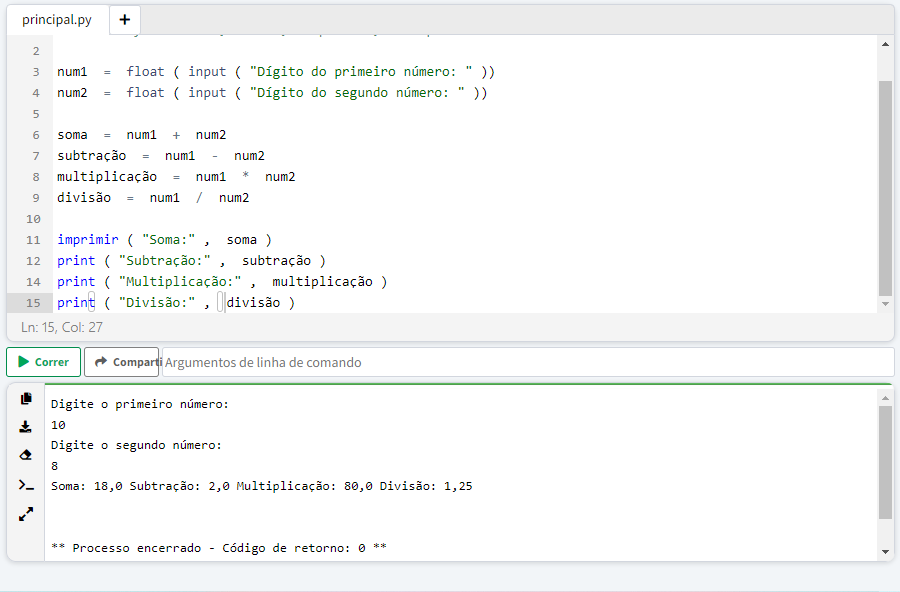 principal.py +
2
3 num1 = float ( input ( "Dígito do primeiro número: " ))
4 num2 = float ( input ( "Dígito do segundo número: " ))
5
6 soma = num1 + num2
7 subtração = num1 - num2
8 multiplicação = num1 * num2
9 divisão = num1 / num2
10
11 imprimir ( "Soma:" , soma )
12 print ( "Subtração:" , subtração )
14 print ( "Multiplicação:" , multiplicação )
15 print ( "Divisão:" , divisão )
Ln: 15, Col: 27
Correr Comparti Argumentos de linha de comando
Digite o primeiro número:
10
Digite o segundo número:
8
Soma: 18,0 Subtração: 2,0 Multiplicação: 80,0 Divisão: 1,25
** Processo encerrado - Código de retorno: 0 **